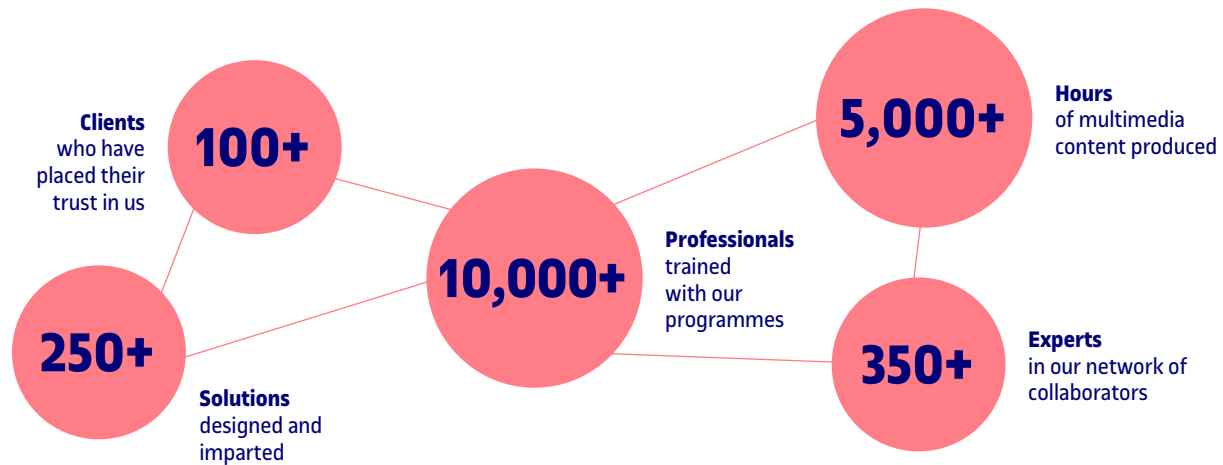 Clients
who have
placed their
trust in us
100+
250+
Solutions
designed and
imparted
10,000+
Professionals
trained
with our
programmes
5,000+
Hours
of multimedia
content produced
350+
Experts
in our network of
collaborators